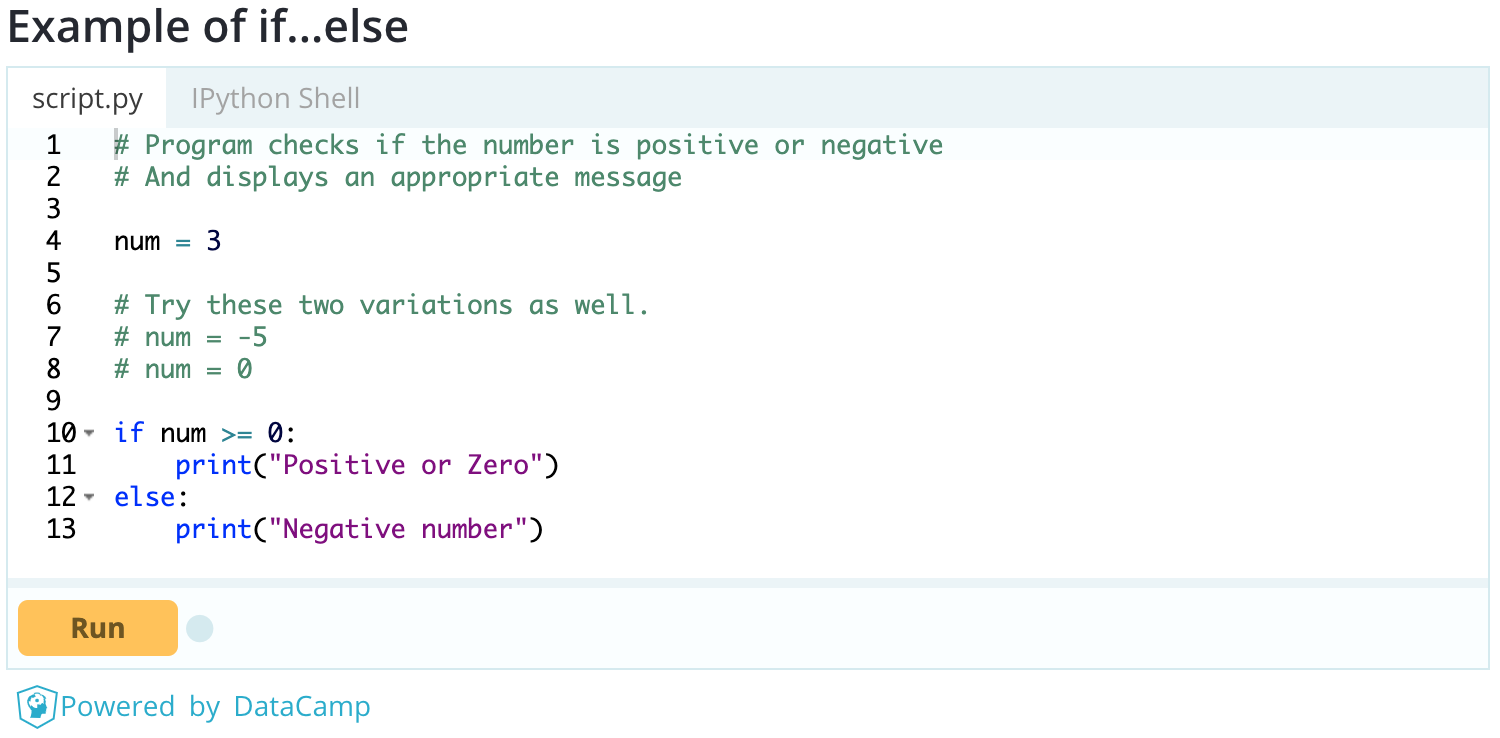 Example of if...else
script.py IPython Shell
1 # Program checks if the number is positive or negative
2 # And displays an appropriate message
3
4 num = 3
5
6 # Try these two variations as well.
7 # num = -5
8 # num = 0
9
10 if num >= 0:
11     print("Positive or Zero")
12 else:
13     print("Negative number")
Run
Powered by DataCamp